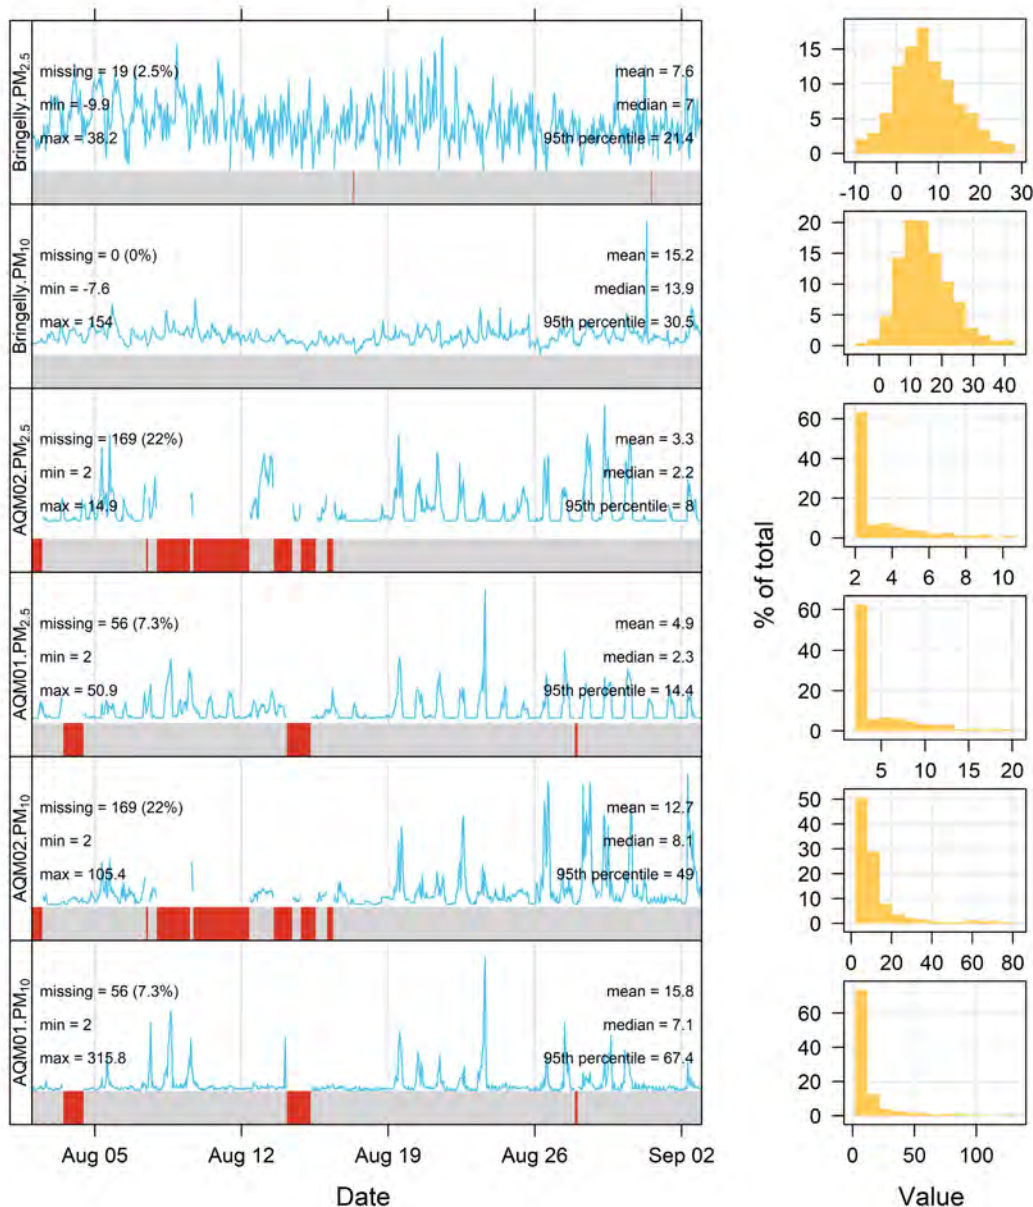 Bringelly.PM2.5
missing = 19 (2.5%)
min = -9.9
max = 38.2
mean = 7.6
median = 7
95th percentile = 21.4
Bringelly.PM10
missing = 0 (0%)
min = -7.6
max = 154
mean = 15.2
median = 13.9
95th percentile = 30.5
AQM02.PM2.5
missing = 169 (22%)
min = 2
max = 14.9
mean = 3.3
median = 2.2
95th percentile = 8
AQM01.PM2.5
missing = 56 (7.3%)
min = 2
max = 50.9
mean = 4.9
median = 2.3
95th percentile = 14.4
AQM02.PM10
missing = 169 (22%)
min = 2
max = 105.4
mean = 12.7
median = 8.1
95th percentile = 49
AQM01.PM10
missing = 56 (7.3%)
min = 2
max = 315.8
mean = 15.8
median = 7.1
95th percentile = 67.4
Aug 05 Aug 12 Aug 19 Aug 26 Sep 02
Date
% of total
15
10
5
0
-10 0 10 20 30
20
15
10
5
0
0 10 20 30 40
60
40
20
0
2 4 6 8 10
60
40
20
0
5 10 15 20
50
40
30
20
10
0
0 20 40 60 80
60
40
20
0
0 50 100
Value